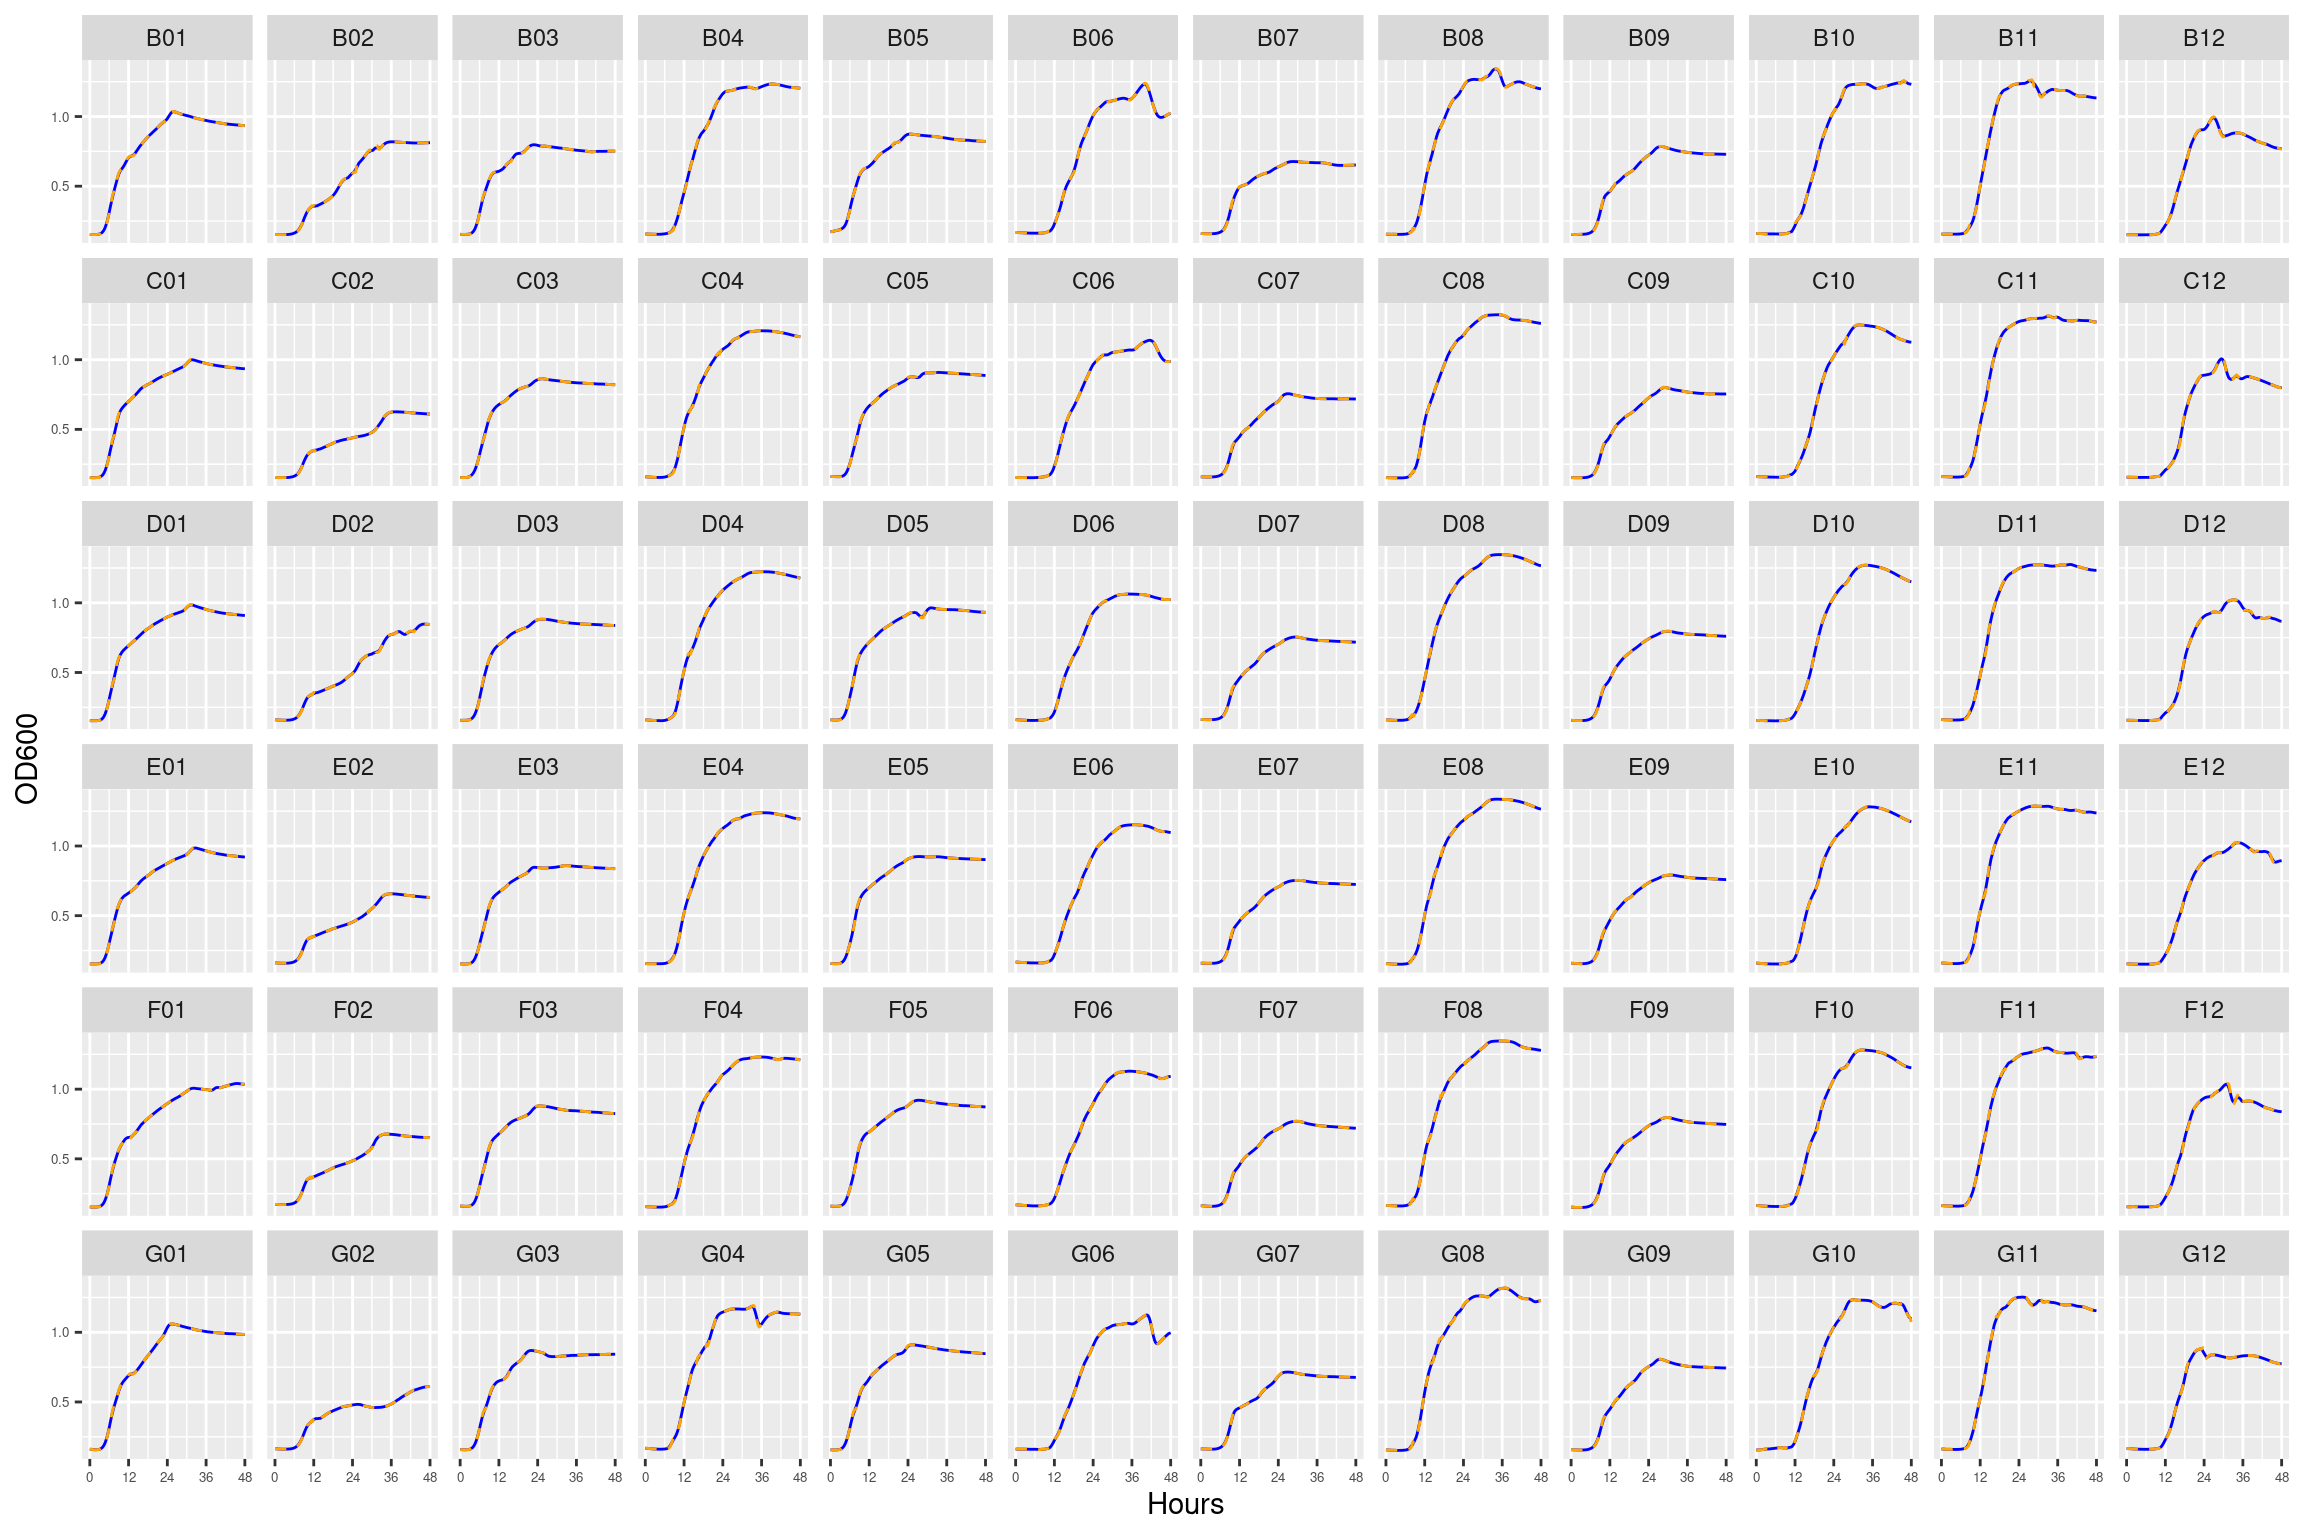 B01 B02 B03 B04 B05 B06 B07 B08 B09 B10 B11 B12
1.0
0.5
C01 C02 C03 C04 C05 C06 C07 C08 C09 C10 C11 C12
1.0
0.5
D01 D02 D03 D04 D05 D06 D07 D08 D09 D10 D11 D12
1.0
0.5
OD600
E01 E02 E03 E04 E05 E06 E07 E08 E09 E10 E11 E12
1.0
0.5
F01 F02 F03 F04 F05 F06 F07 F08 F09 F10 F11 F12
1.0
0.5
G01 G02 G03 G04 G05 G06 G07 G08 G09 G10 G11 G12
1.0
0.5
0 12 24 36 48 0 12 24 36 48 0 12 24 36 48 0 12 24 36 48 0 12 24 36 48 0 12 24 36 48 0 12 24 36 48 0 12 24 36 48 0 12 24 36 48 0 12 24 36 48 0 12 24 36 48 0 12 24 36 48
Hours